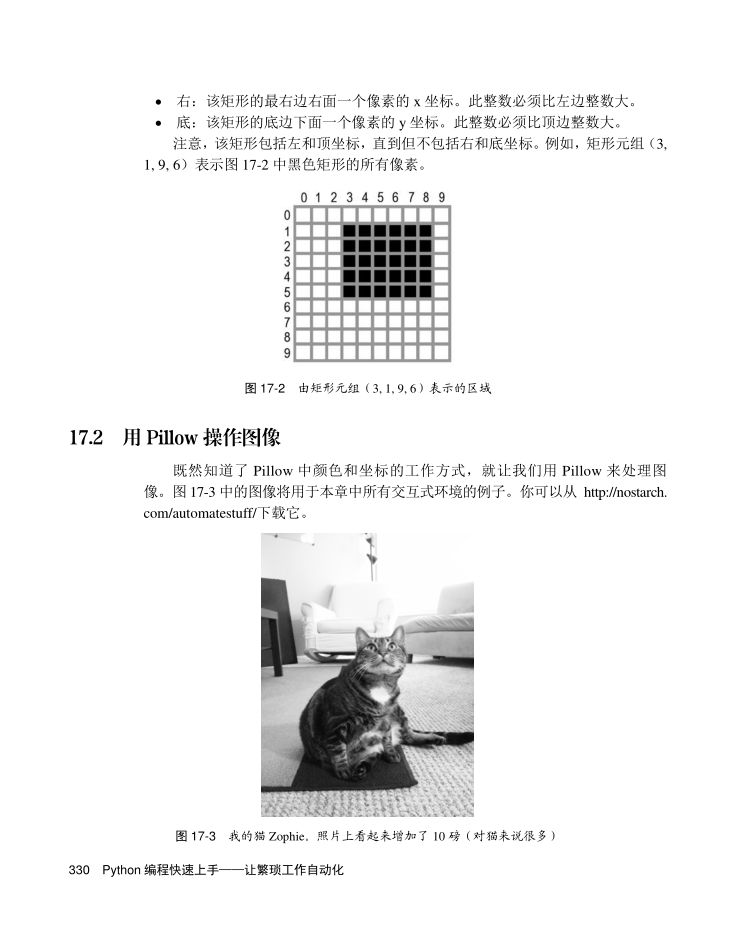 • 右：该矩形的最右边右面一个像素的 x 坐标。此整数必须比左边整数大。
• 底：该矩形的底边下面一个像素的 y 坐标。此整数必须比顶边整数大。
注意，该矩形包括左和顶坐标，直到但不包括右和底坐标。例如，矩形元组（3,
1, 9, 6）表示图 17-2 中黑色矩形的所有像素。
0 1 2 3 4 5 6 7 8 9
0
1
2
3
4
5
6
7
8
9
图 17-2 由矩形元组（3, 1, 9, 6）表示的区域
17.2 用 Pillow 操作图像
既然知道了 Pillow 中颜色和坐标的工作方式，就让我们用 Pillow 来处理图
像。图 17-3 中的图像将用于本章中所有交互式环境的例子。你可以从 http://nostarch.
com/automatestuff/下载它。
图 17-3 我的猫 Zophie，照片上看起来增加了 10 磅（对猫来说很多）
330 Python 编程快速上手——让繁琐工作自动化